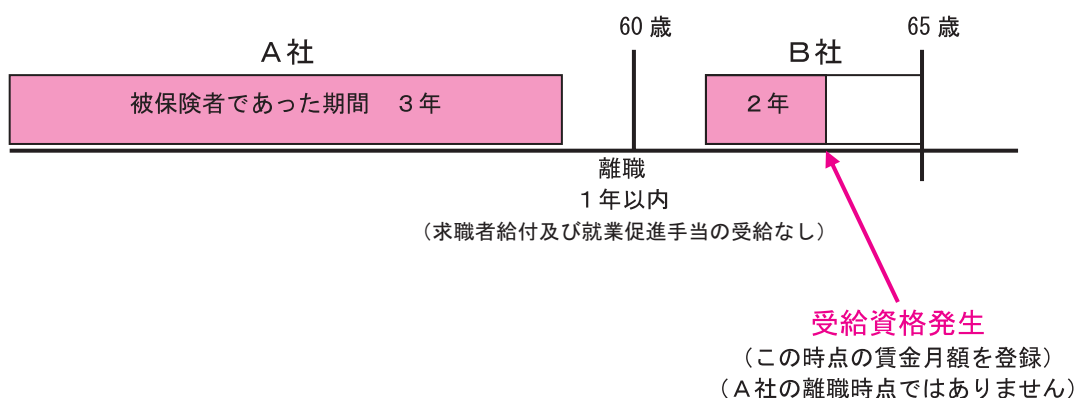 60 歳
65 歳
A社
B社
被保険者であった期間　3年
2年
離職
1年以内
（求職者給付及び就業促進手当の受給なし）
受給資格発生
（この時点の賃金月額を登録）
（A社の離職時点ではありません）